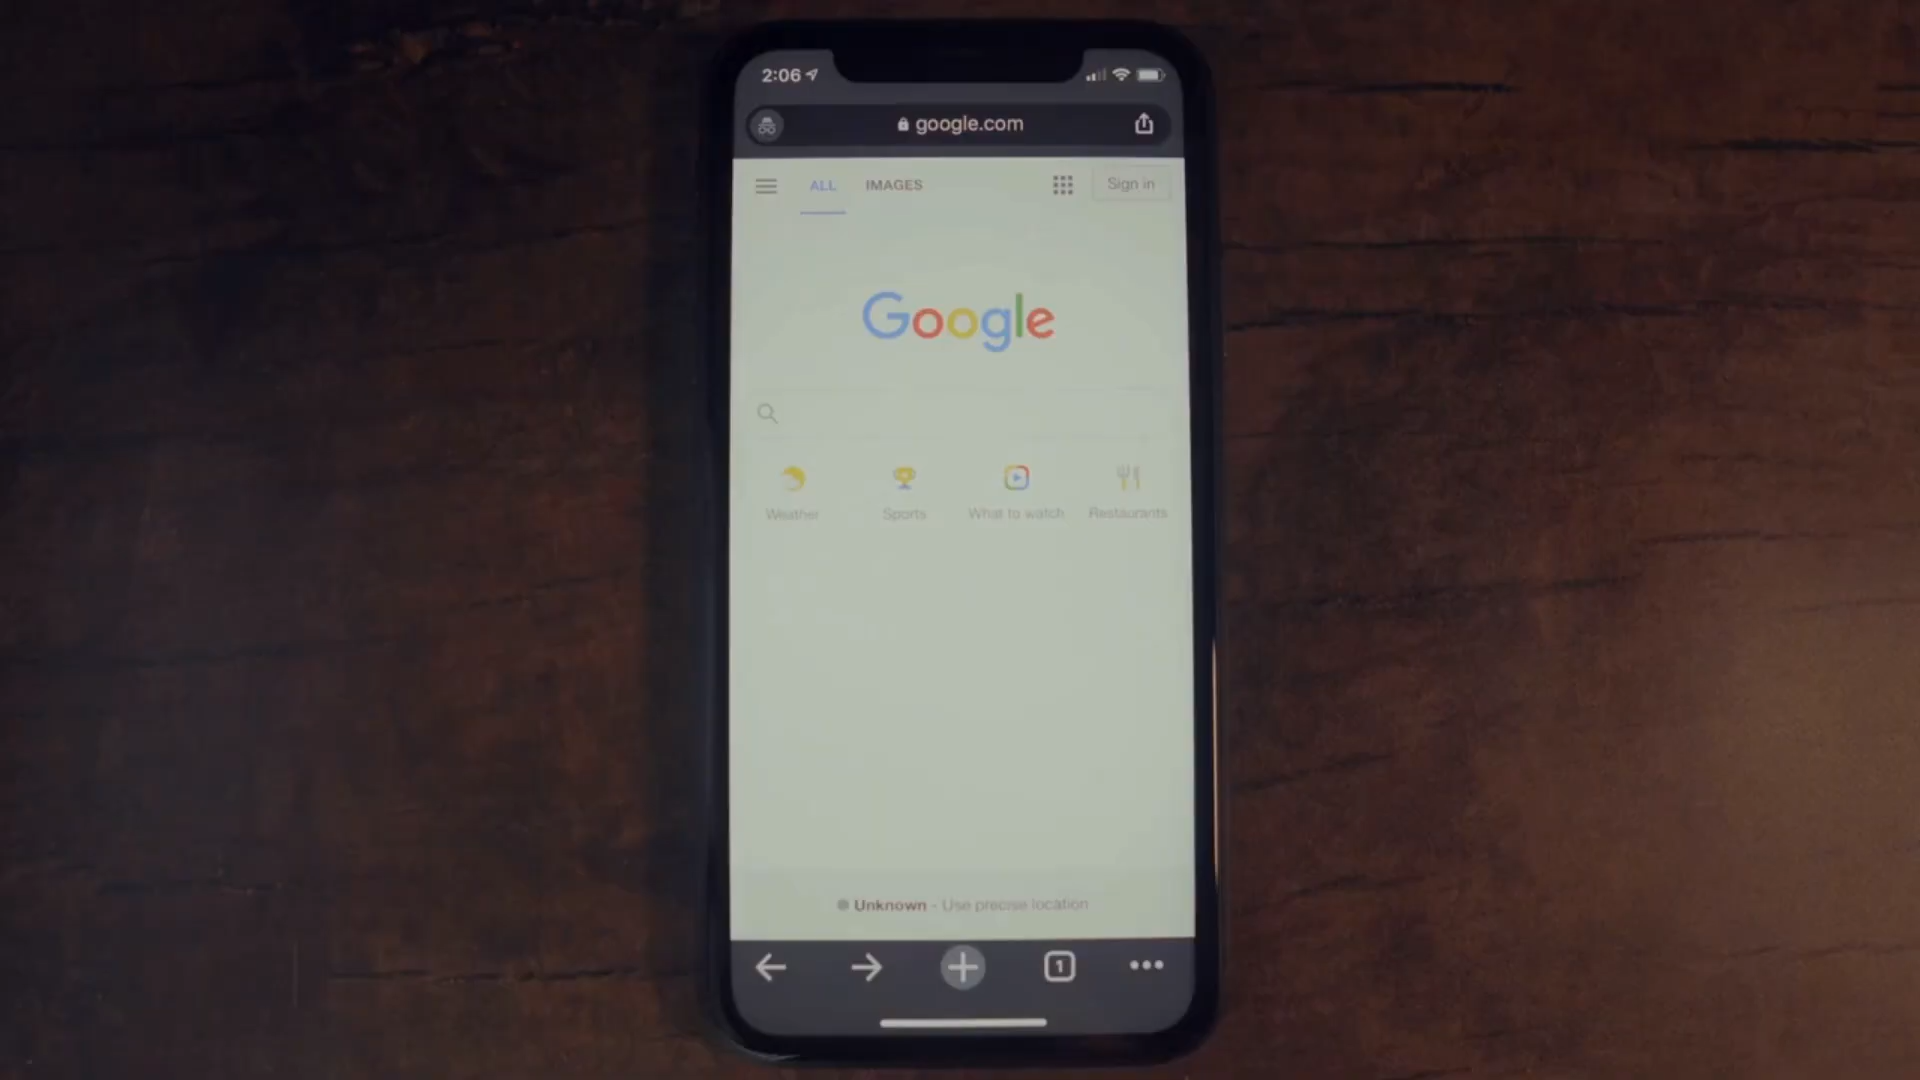 2:06
google.com
ALL IMAGES Sign in
Google
Weather Sports What to watch Restaurants
Unknown - Use precise location
1